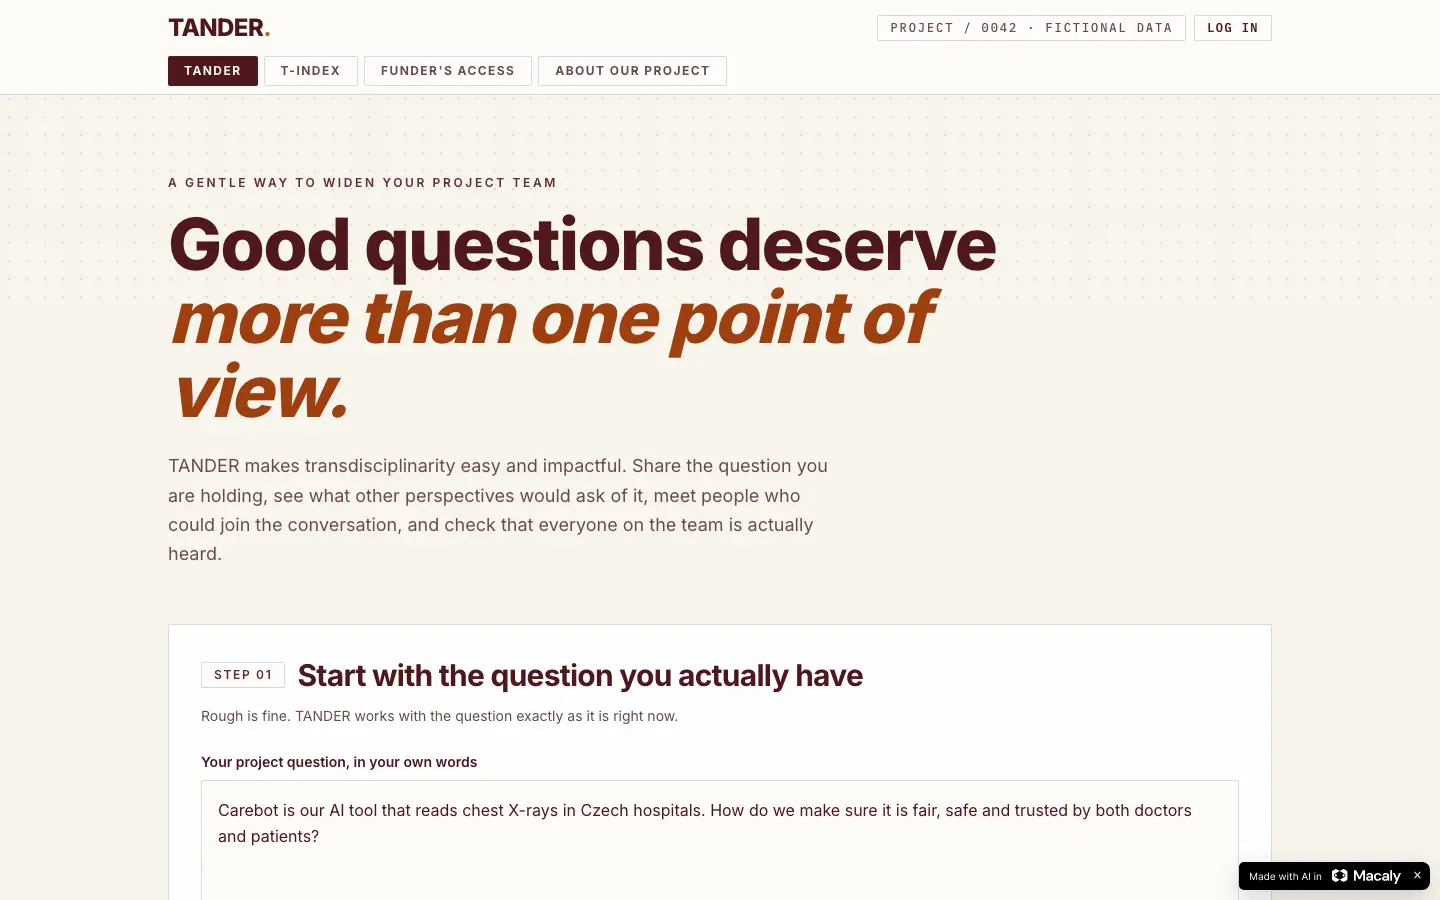 TANDER.
PROJECT / 0042 · FICTIONAL DATA
LOG IN
TANDER
T-INDEX
FUNDER'S ACCESS
ABOUT OUR PROJECT
A GENTLE WAY TO WIDEN YOUR PROJECT TEAM
Good questions deserve
more than one point of
view.
TANDER makes transdisciplinarity easy and impactful. Share the question you
are holding, see what other perspectives would ask of it, meet people who
could join the conversation, and check that everyone on the team is actually
heard.
STEP 01
Start with the question you actually have
Rough is fine. TANDER works with the question exactly as it is right now.
Your project question, in your own words
Carebot is our AI tool that reads chest X-rays in Czech hospitals. How do we make sure it is fair, safe and trusted by both doctors
and patients?
Made with AI in Macaly ×